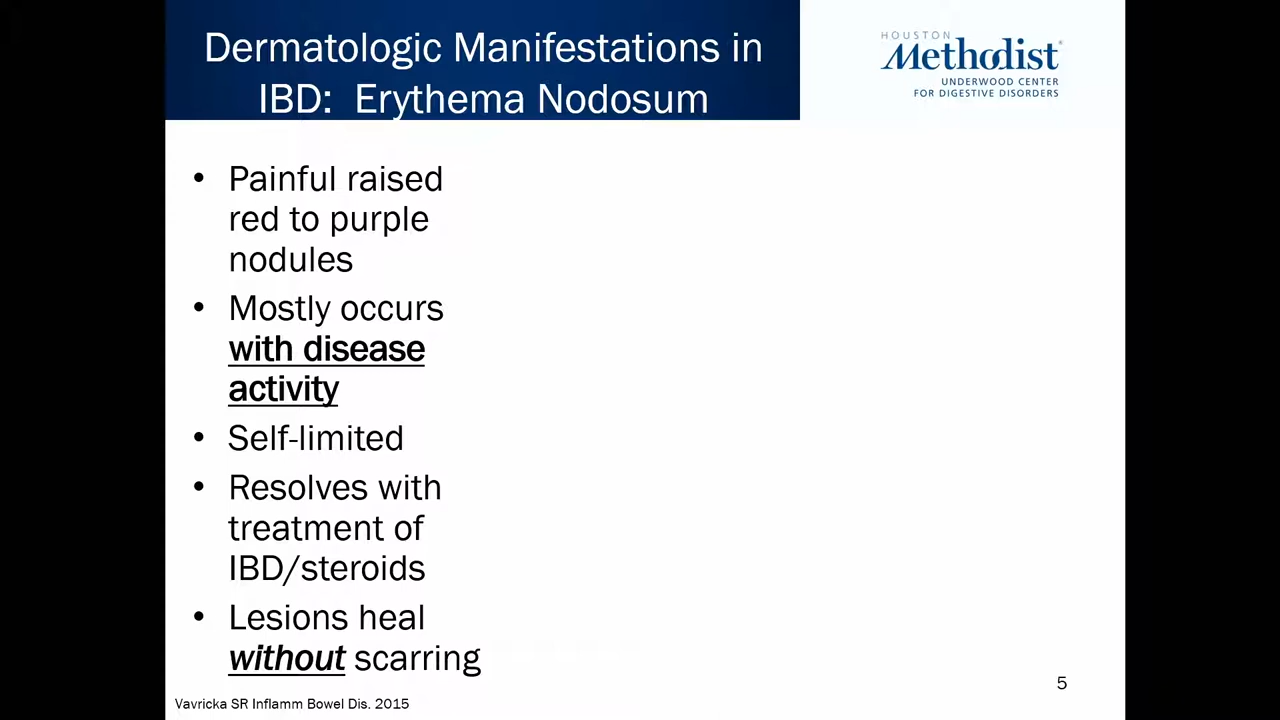 Dermatologic Manifestations in
IBD: Erythema Nodosum
HOUSTON
Methodist®
UNDERWOOD CENTER
FOR DIGESTIVE DISORDERS
• Painful raised
red to purple
nodules
• Mostly occurs
with disease
activity
• Self-limited
• Resolves with
treatment of
IBD/steroids
• Lesions heal
without scarring
5
Vavricka SR Inflamm Bowel Dis. 2015